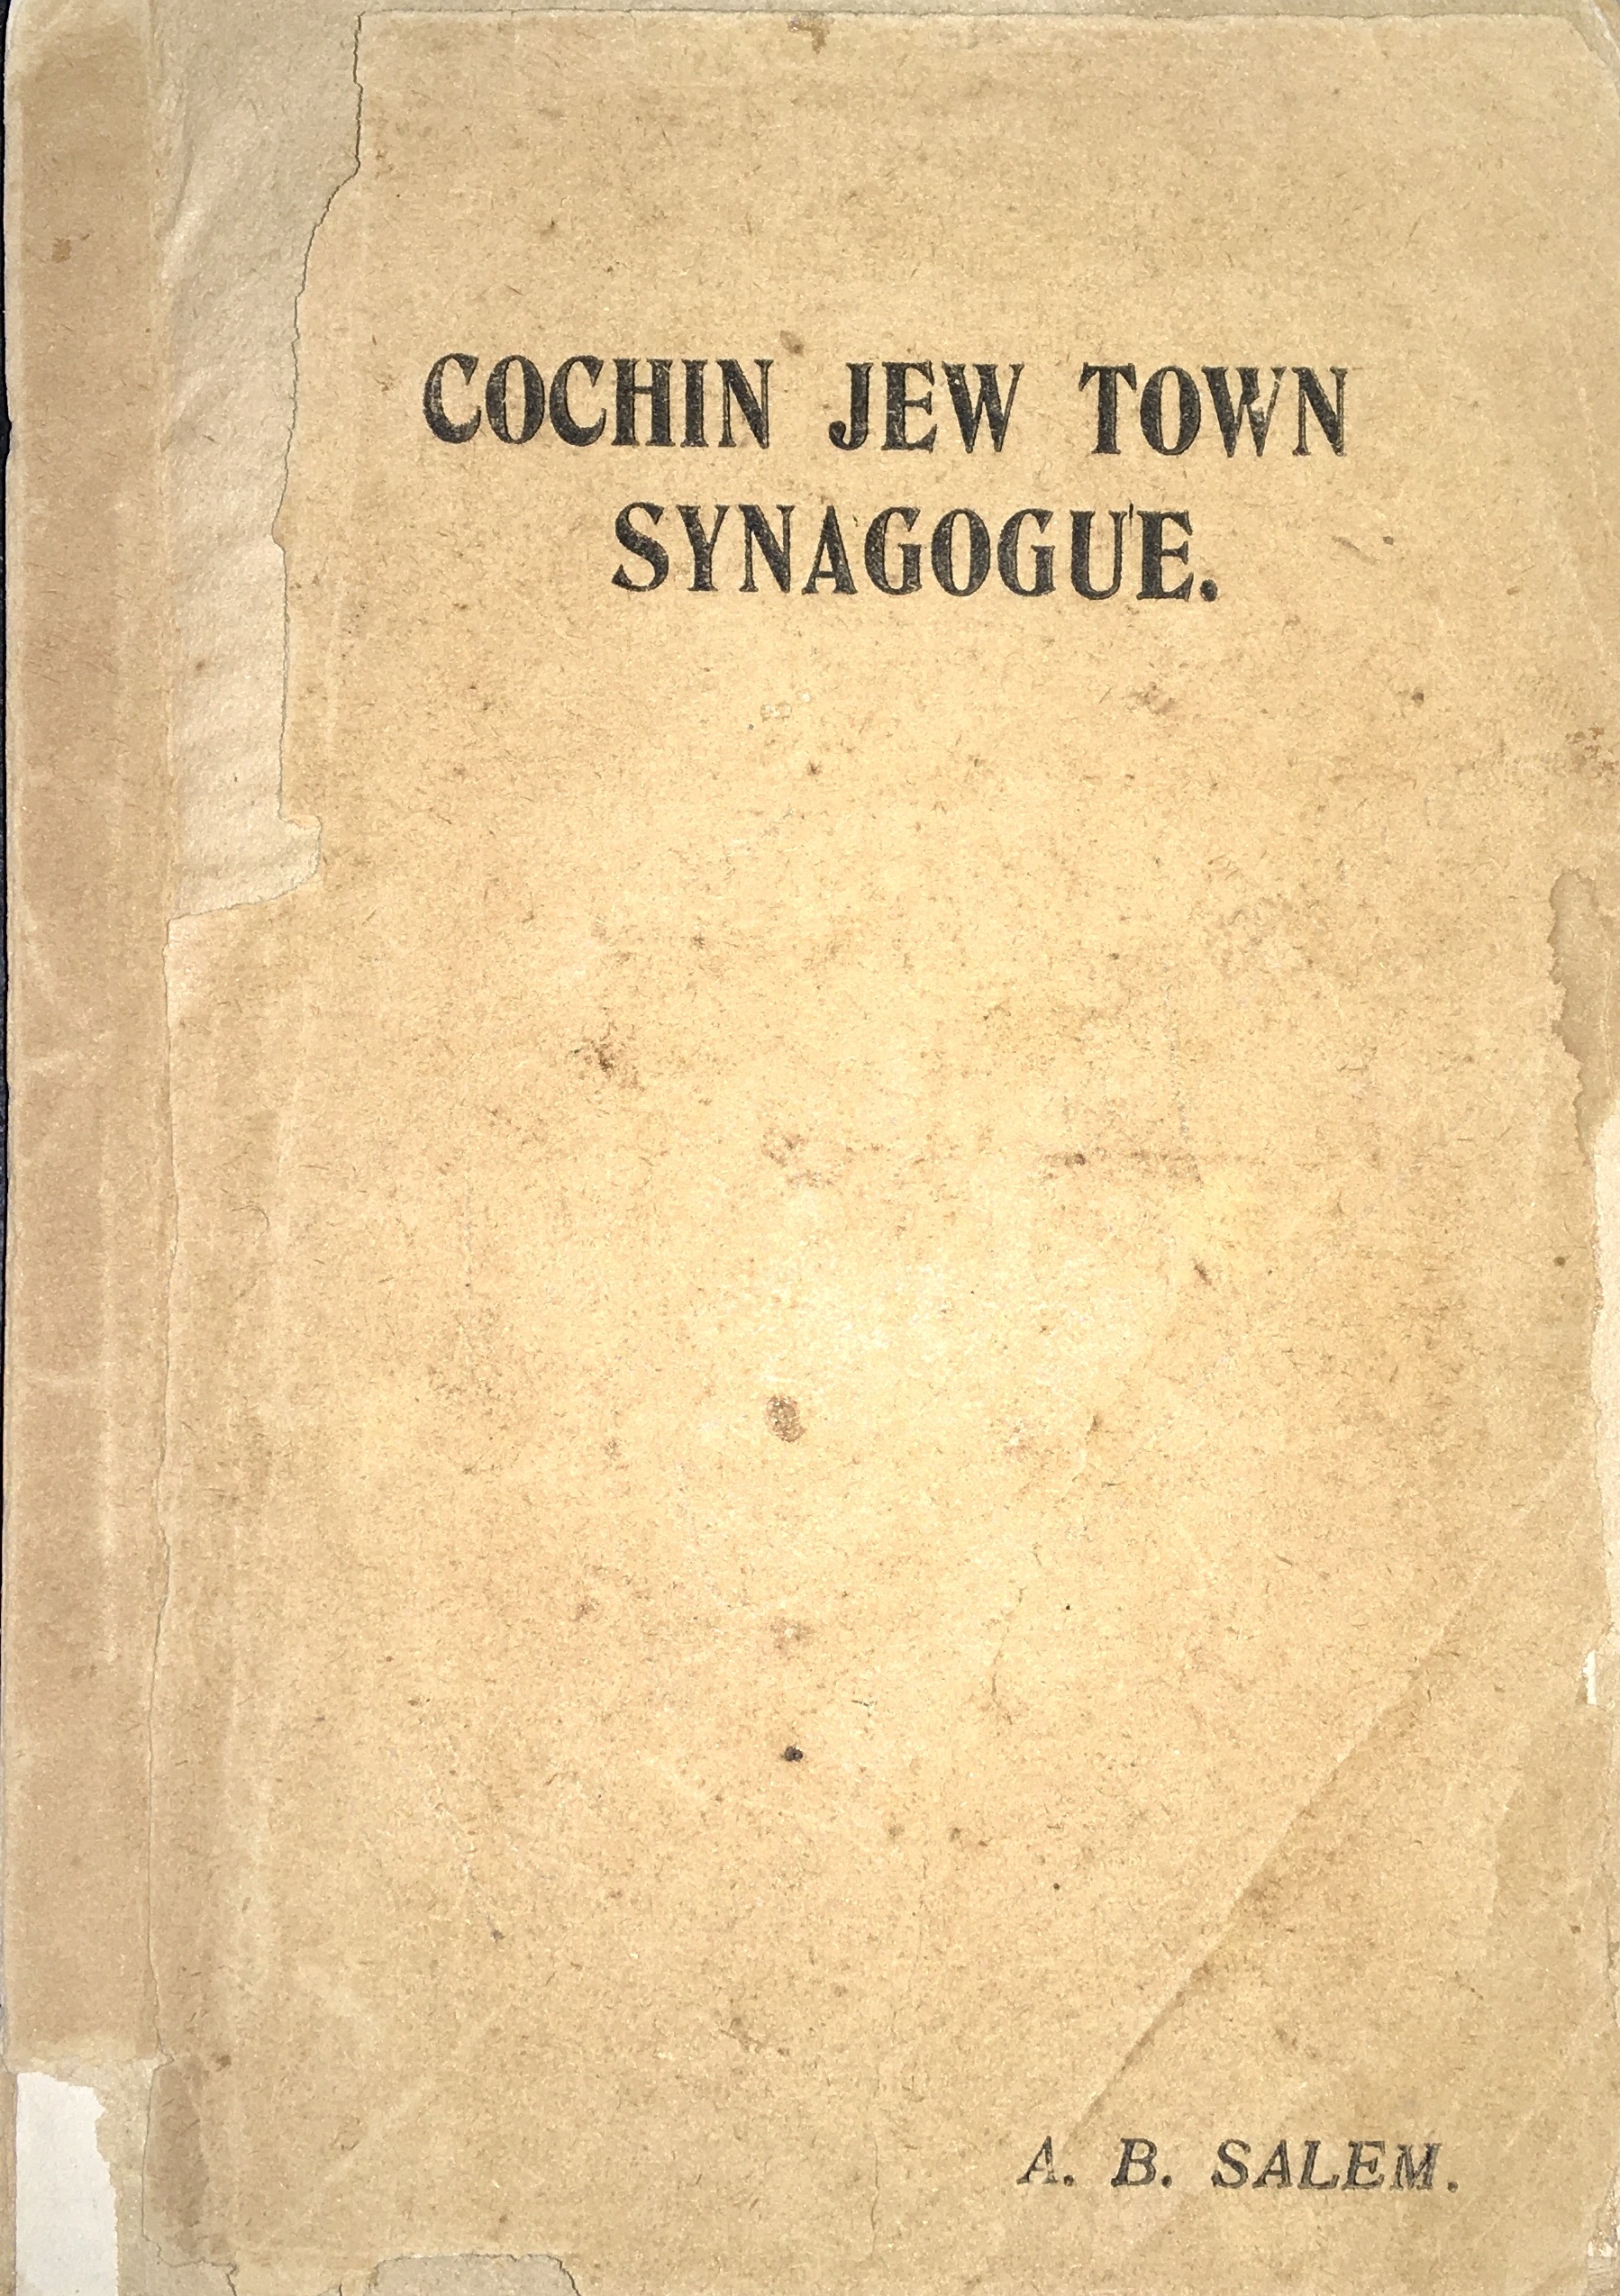 COCHIN JEW TOWN
SYNAGOGUE.
A. B. SALEM.